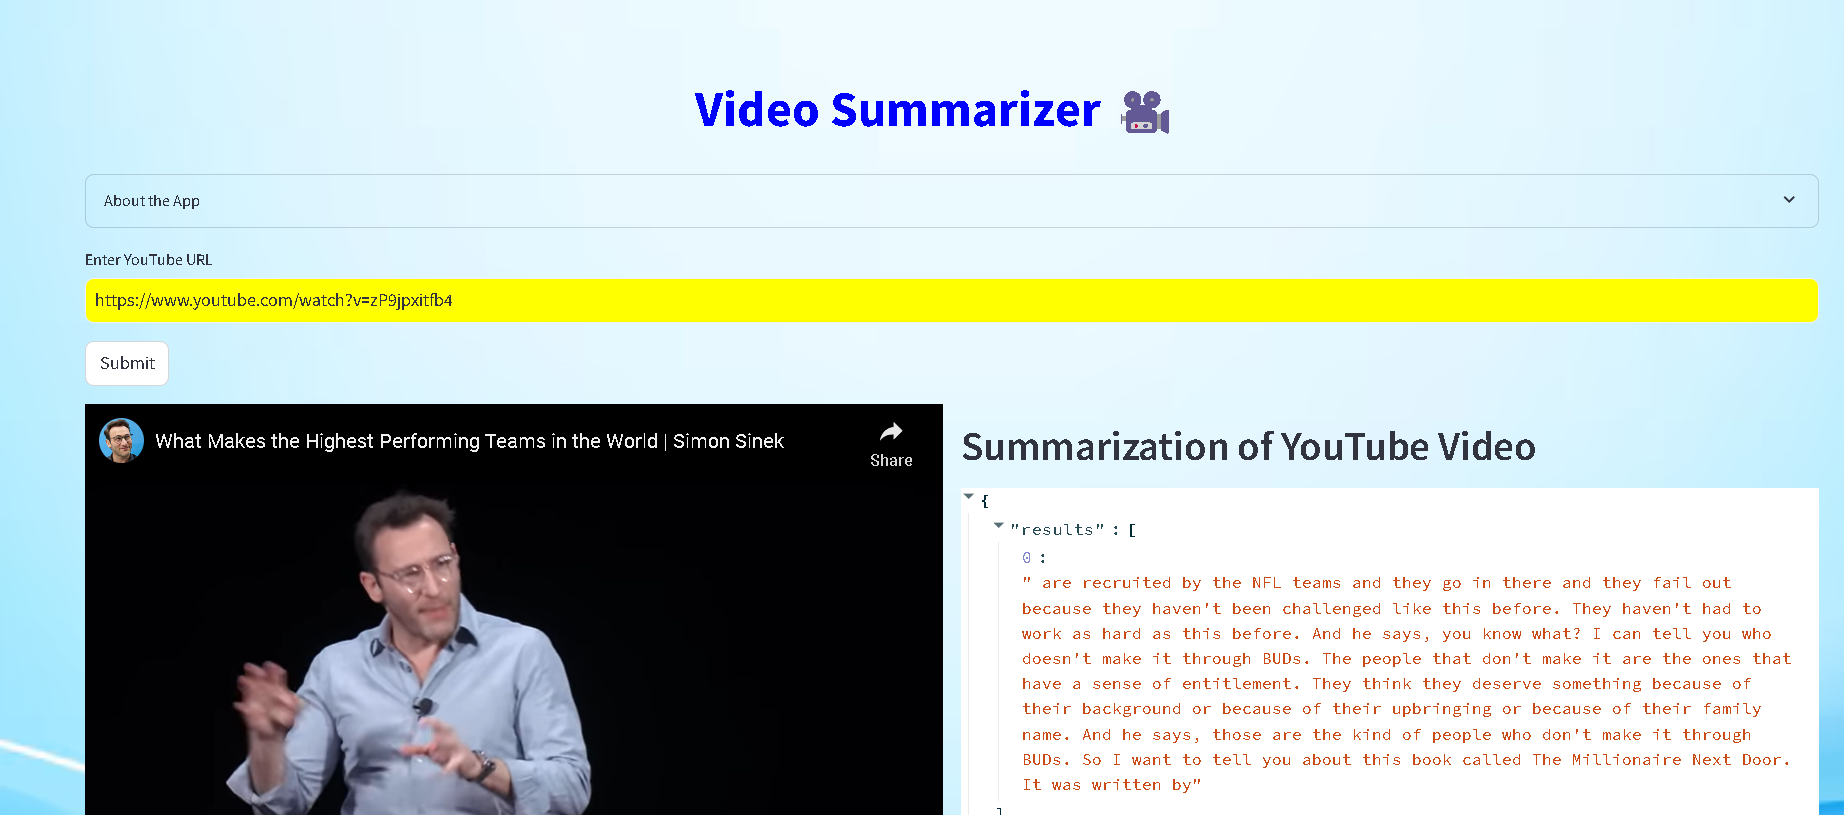 Video Summarizer
About the App
Enter YouTube URL
https://www.youtube.com/watch?v=zP9jpxitfb4
Submit
What Makes the Highest Performing Teams in the World | Simon Sinek
Share
Summarization of YouTube Video
{
"results" : [
0 :
" are recruited by the NFL teams and they go in there and they fail out
because they haven't been challenged like this before. They haven't had to
work as hard as this before. And he says, you know what? I can tell you who
doesn't make it through BUDs. The people that don't make it are the ones that
have a sense of entitlement. They think they deserve something because of
their background or because of their upbringing or because of their family
name. And he says, those are the kind of people who don't make it through
BUDs. So I want to tell you about this book called The Millionaire Next Door.
It was written by"
]